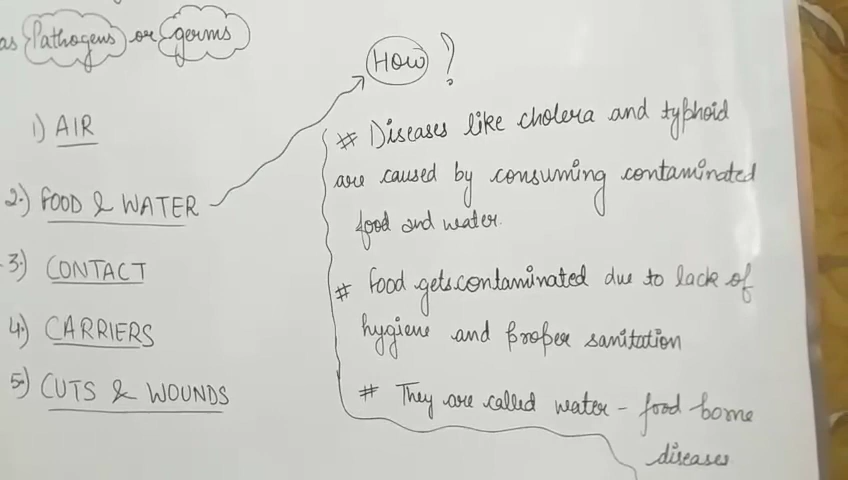 as Pathogens or germs
1) AIR
2.) FOOD & WATER
3.) CONTACT
4.) CARRIERS
5.) CUTS & WOUNDS
HOW ?
# Diseases like cholera and typhoid
are caused by consuming contaminated
food and water.
# Food gets contaminated due to lack of
hygiene and proper sanitation
# They are called water - food borne
diseases